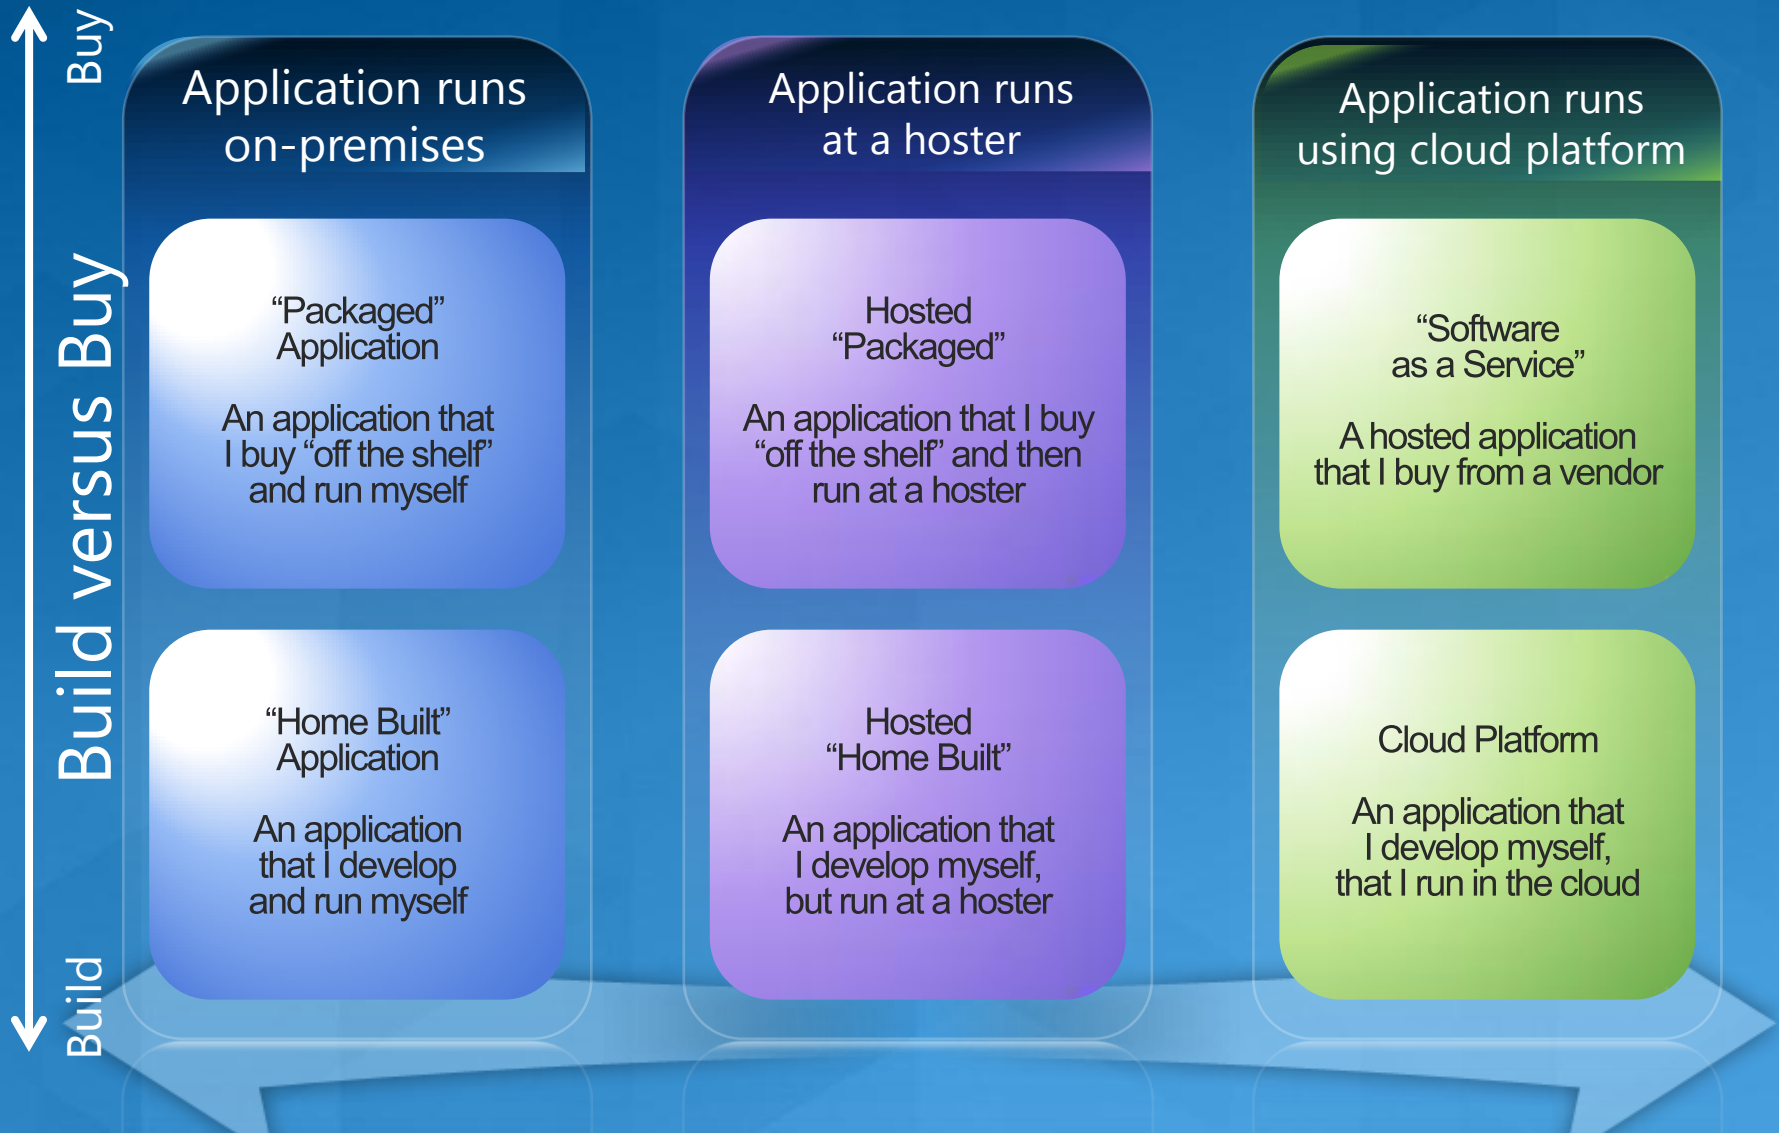 Buy
Build versus Buy
Build
Application runs
on-premises
“Packaged”
Application
An application that
I buy “off the shelf”
and run myself
“Home Built”
Application
An application
that I develop
and run myself
Application runs
at a hoster
Hosted
“Packaged”
An application that I buy
“off the shelf” and then
run at a hoster
Hosted
“Home Built”
An application that
I develop myself,
but run at a hoster
Application runs
using cloud platform
“Software
as a Service”
A hosted application
that I buy from a vendor
Cloud Platform
An application that
I develop myself,
that I run in the cloud